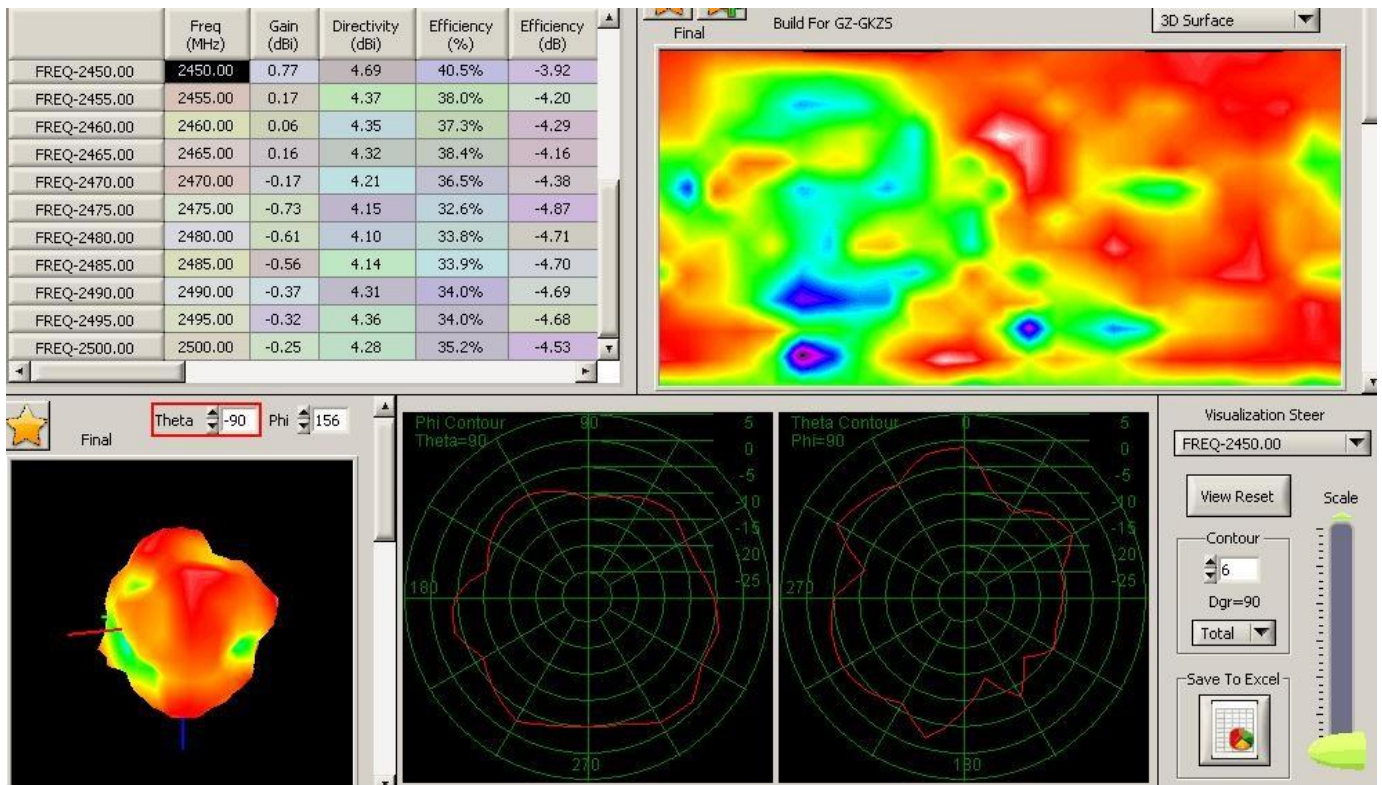 Freq Gain Directivity Efficiency Efficiency
(MHz) (dBi) (dBi) (%) (dB)
FREQ-2450.00 2450.00 0.77 4.69 40.5% -3.92
FREQ-2455.00 2455.00 0.17 4.37 38.0% -4.20
FREQ-2460.00 2460.00 0.06 4.35 37.3% -4.29
FREQ-2465.00 2465.00 0.16 4.32 38.4% -4.16
FREQ-2470.00 2470.00 -0.17 4.21 36.5% -4.38
FREQ-2475.00 2475.00 -0.73 4.15 32.6% -4.87
FREQ-2480.00 2480.00 -0.61 4.10 33.8% -4.71
FREQ-2485.00 2485.00 -0.56 4.14 33.9% -4.70
FREQ-2490.00 2490.00 -0.37 4.31 34.0% -4.69
FREQ-2495.00 2495.00 -0.32 4.36 34.0% -4.68
FREQ-2500.00 2500.00 -0.25 4.28 35.2% -4.53
Final
Build For GZ-GKZS
3D Surface
Final
Theta -90 Phi 156
Phi Contour 90 5
Theta=90 0
-5
-10
-15
-20
-25
180
270
Theta Contour 0 5
Phi=90 0
-5
-10
-15
-20
-25
270
180
Visualization Steer
FREQ-2450.00
View Reset
Scale
Contour
6
Dgr=90
Total
Save To Excel